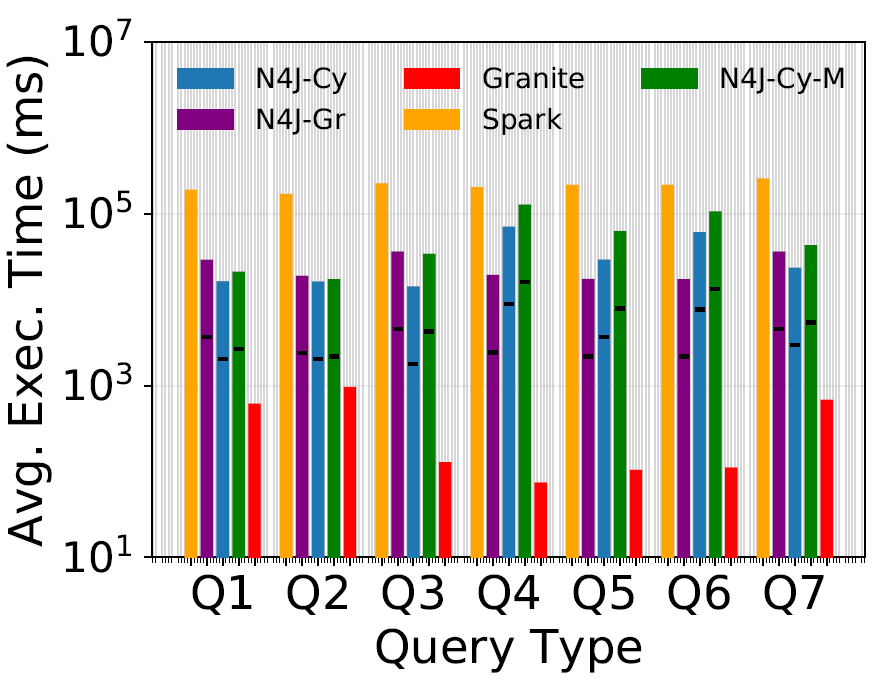 Avg. Exec. Time (ms)
10^7
10^5
10^3
10^1
N4J-Cy
Granite
N4J-Cy-M
N4J-Gr
Spark
Q1 Q2 Q3 Q4 Q5 Q6 Q7
Query Type